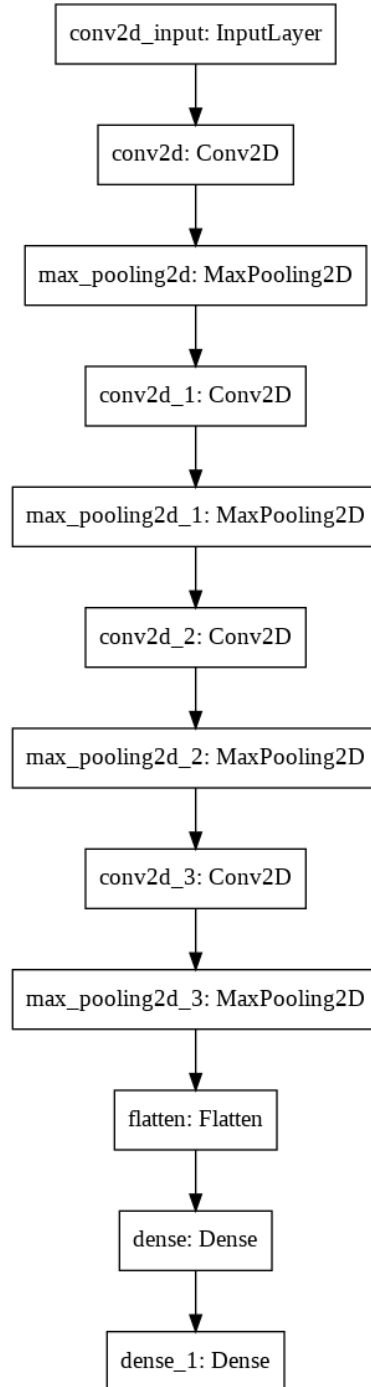 conv2d_input: InputLayer
conv2d: Conv2D
max_pooling2d: MaxPooling2D
conv2d_1: Conv2D
max_pooling2d_1: MaxPooling2D
conv2d_2: Conv2D
max_pooling2d_2: MaxPooling2D
conv2d_3: Conv2D
max_pooling2d_3: MaxPooling2D
flatten: Flatten
dense: Dense
dense_1: Dense